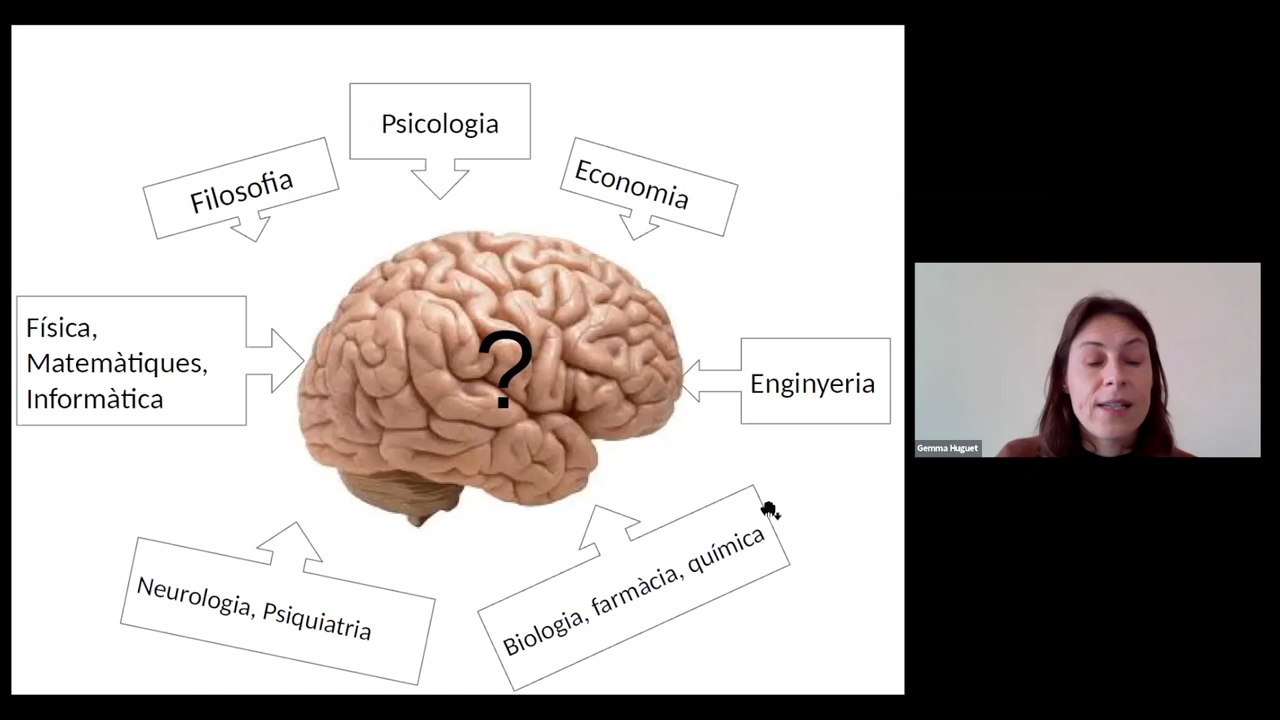 Psicologia
Filosofia
Economia
Física,
Matemàtiques,
Informàtica
?
Enginyeria
Neurologia, Psiquiatria
Biologia, farmàcia, química
Gemma Huguet